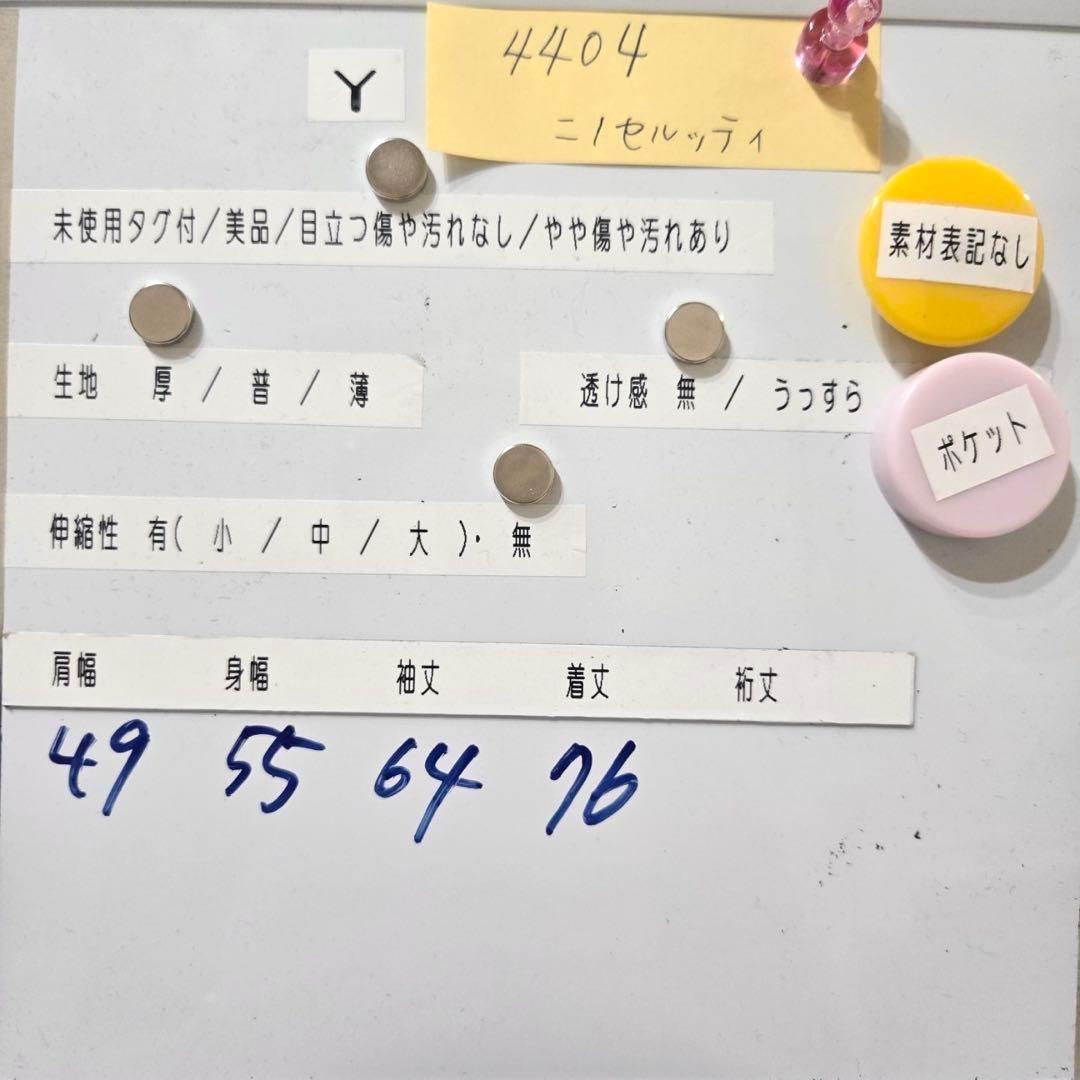 4404
Y
ニノセルッティ
未使用タグ付/美品/目立つ傷や汚れなし/やや傷や汚れあり
素材表記なし
生地 厚 / 普 / 薄
透け感 無 / うっすら
ポケット
伸縮性 有( 小 / 中 / 大 )・ 無
肩幅 身幅 袖丈 着丈 裄丈
49 55 64 76